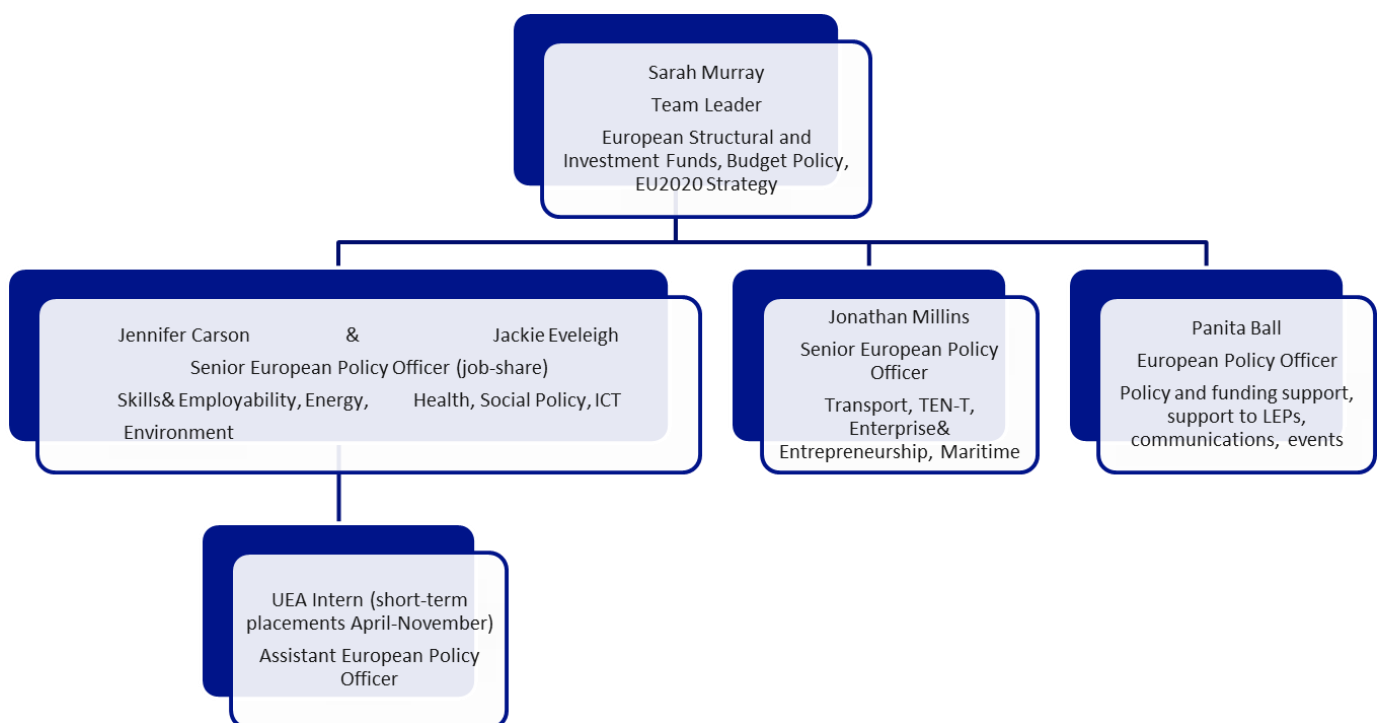 Sarah Murray
Team Leader
European Structural and
Investment Funds, Budget Policy,
EU2020 Strategy
Jennifer Carson & Jackie Eveleigh
Senior European Policy Officer (job-share)
Skills& Employability, Energy, Health, Social Policy, ICT
Environment
Jonathan Millins
Senior European Policy
Officer
Transport, TEN-T,
Enterprise&
Entrepreneurship, Maritime
Panita Ball
European Policy Officer
Policy and funding support,
support to LEPs,
communications, events
UEA Intern (short-term
placements April-November)
Assistant European Policy
Officer